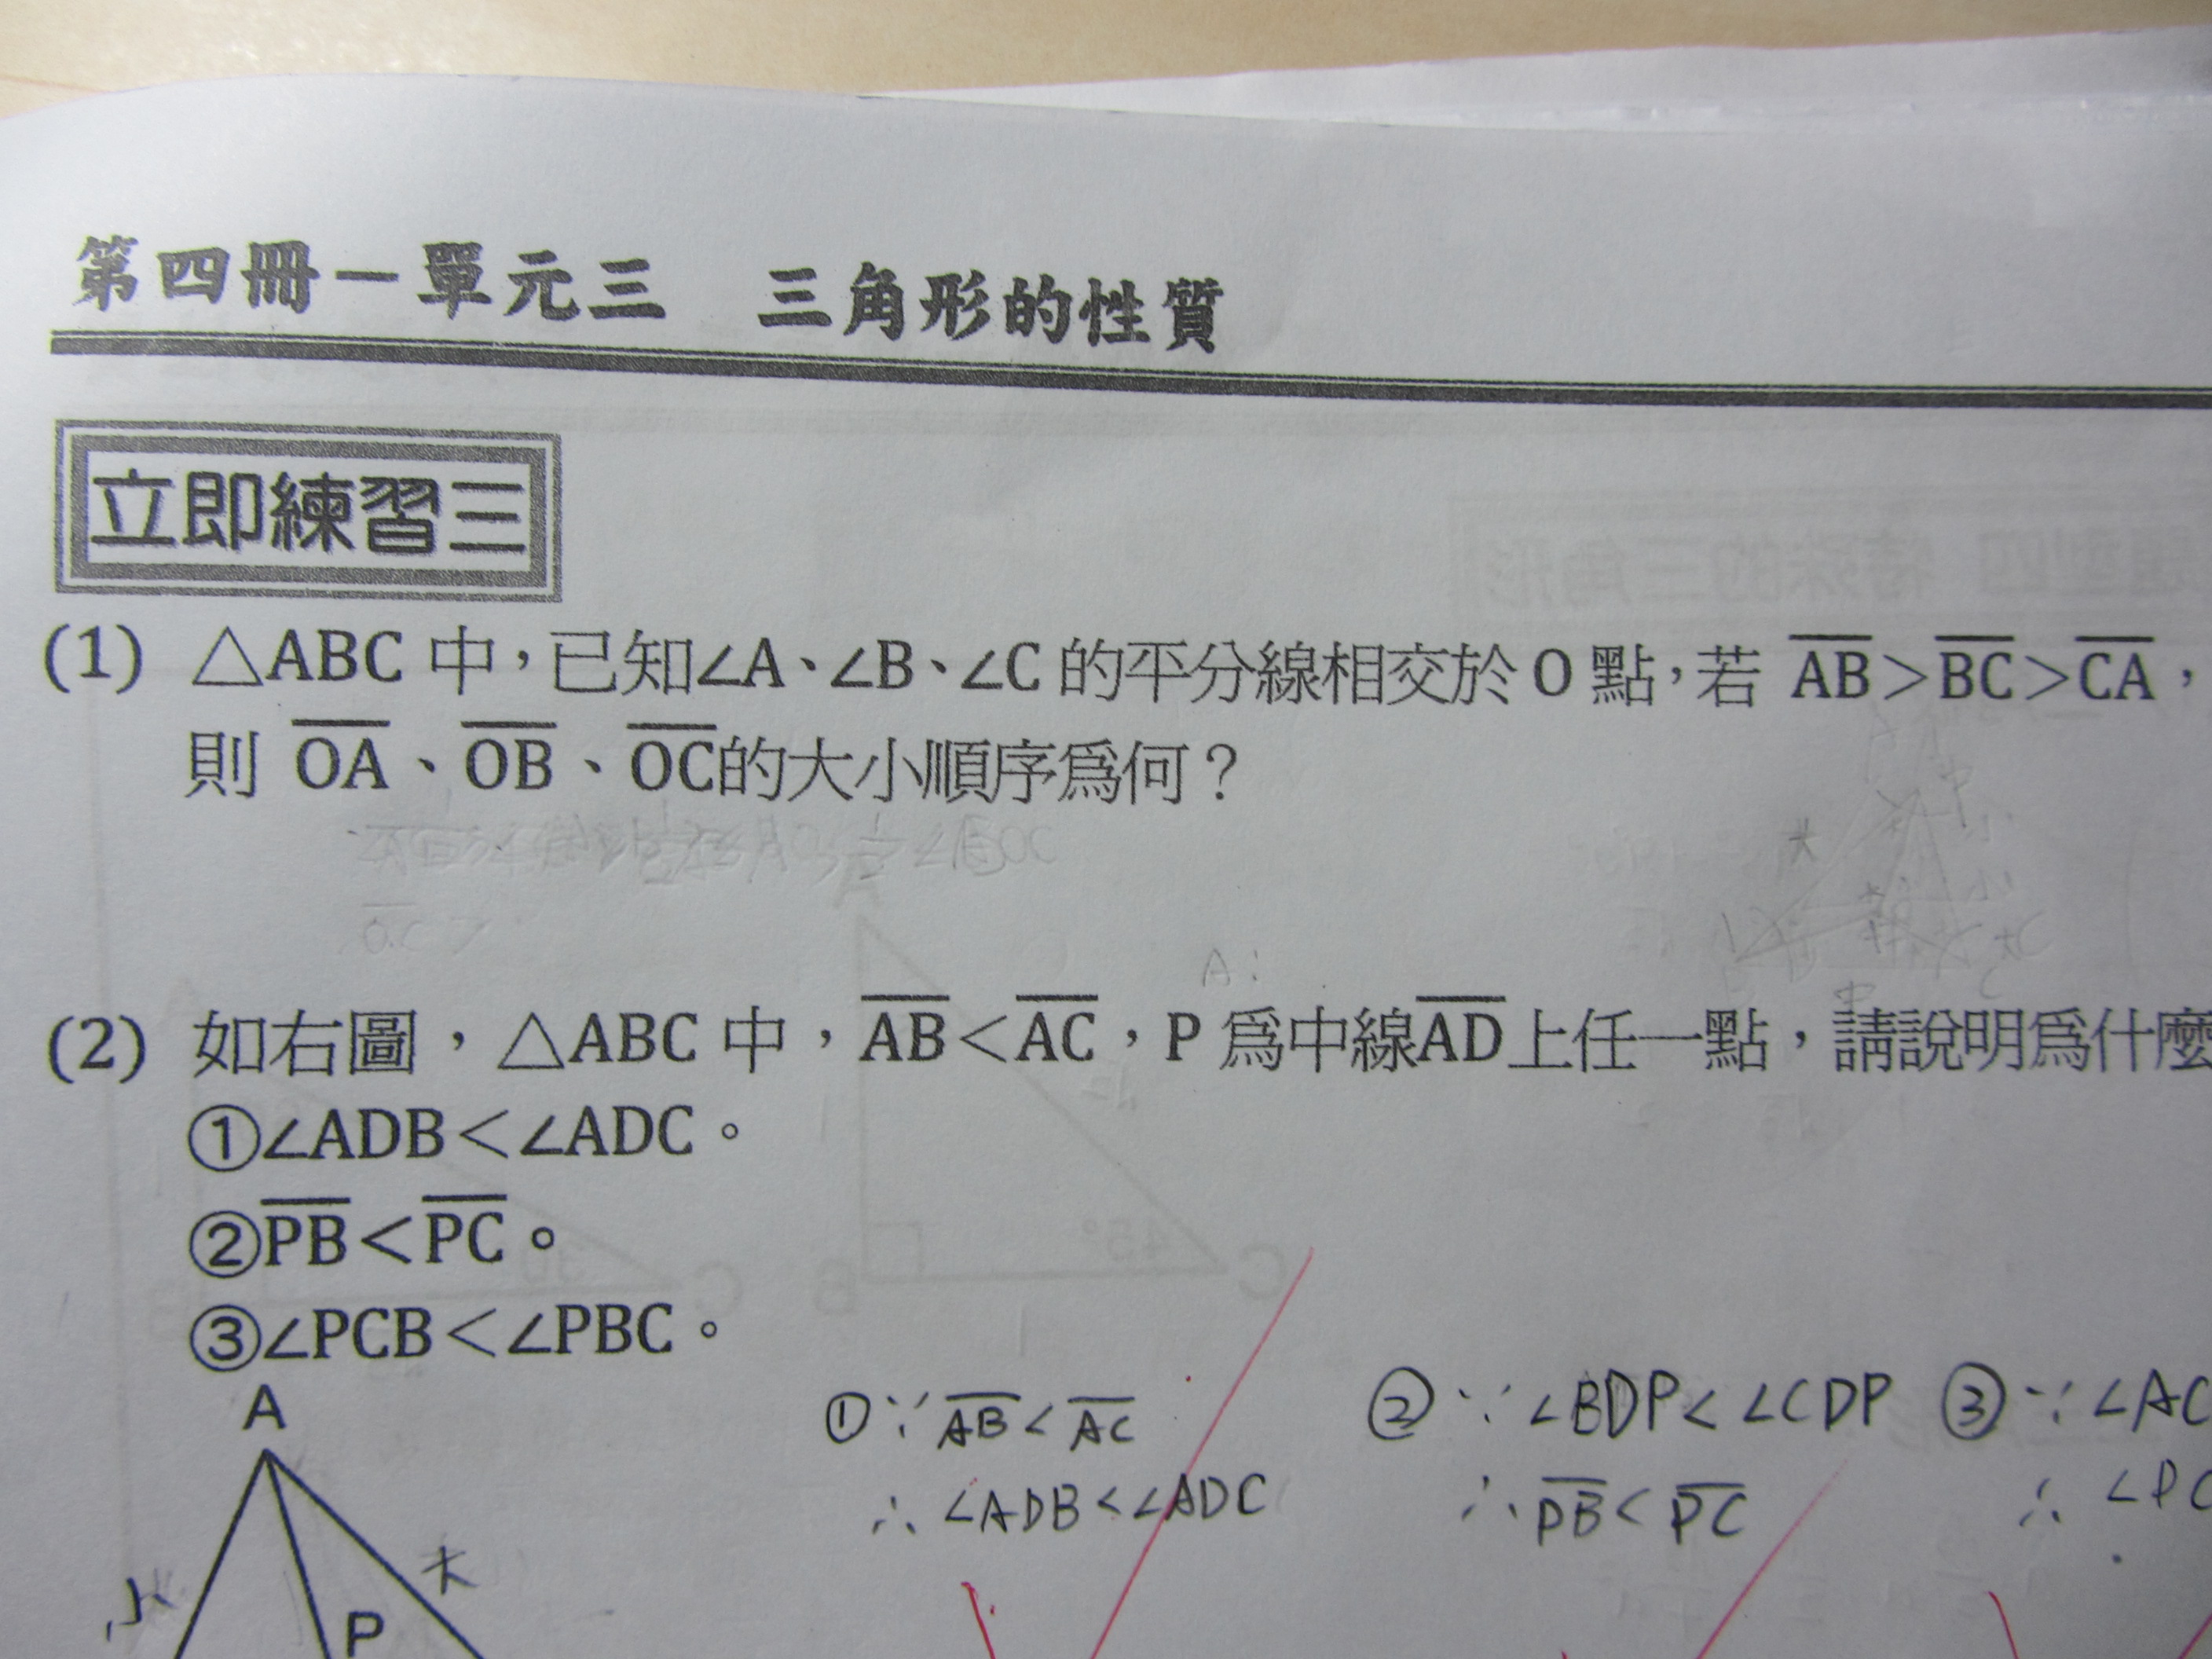 第四冊－單元三 三角形的性質
立即練習三
(1) △ABC 中，已知∠A、∠B、∠C 的平分線相交於 O 點，若 AB＞BC＞CA，
則 OA、OB、OC的大小順序為何？
A:
(2) 如右圖，△ABC 中，AB＜AC，P 為中線AD上任一點，請說明為什麼
①∠ADB＜∠ADC。
②PB＜PC。
③∠PCB＜∠PBC。
① ∵ AB < AC
∴ ∠ADB < ∠ADC
② ∵ ∠BDP < ∠CDP
∴ PB < PC
③ ∵ ∠AC
∴ ∠PC
A
小
大
P